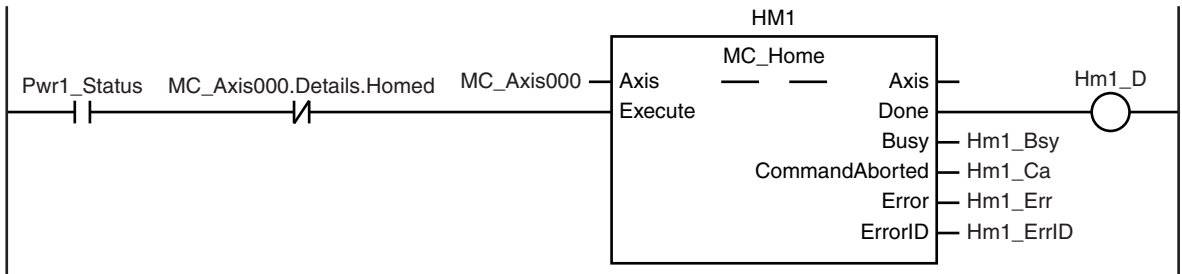 HM1
MC_Home
Pwr1_Status MC_Axis000.Details.Homed MC_Axis000 Axis Axis Hm1_D
Execute Done
Busy Hm1_Bsy
CommandAborted Hm1_Ca
Error Hm1_Err
ErrorID Hm1_ErrID